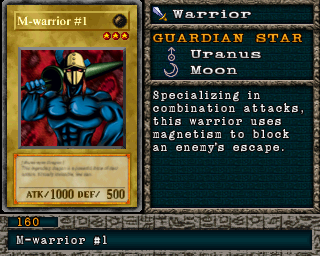 M-warrior #1
ATK/1000 DEF/ 500
Warrior
GUARDIAN STAR
Uranus
Moon
Specializing in
combination attacks,
this warrior uses
magnetism to block
an enemy's escape.
160
M-warrior #1